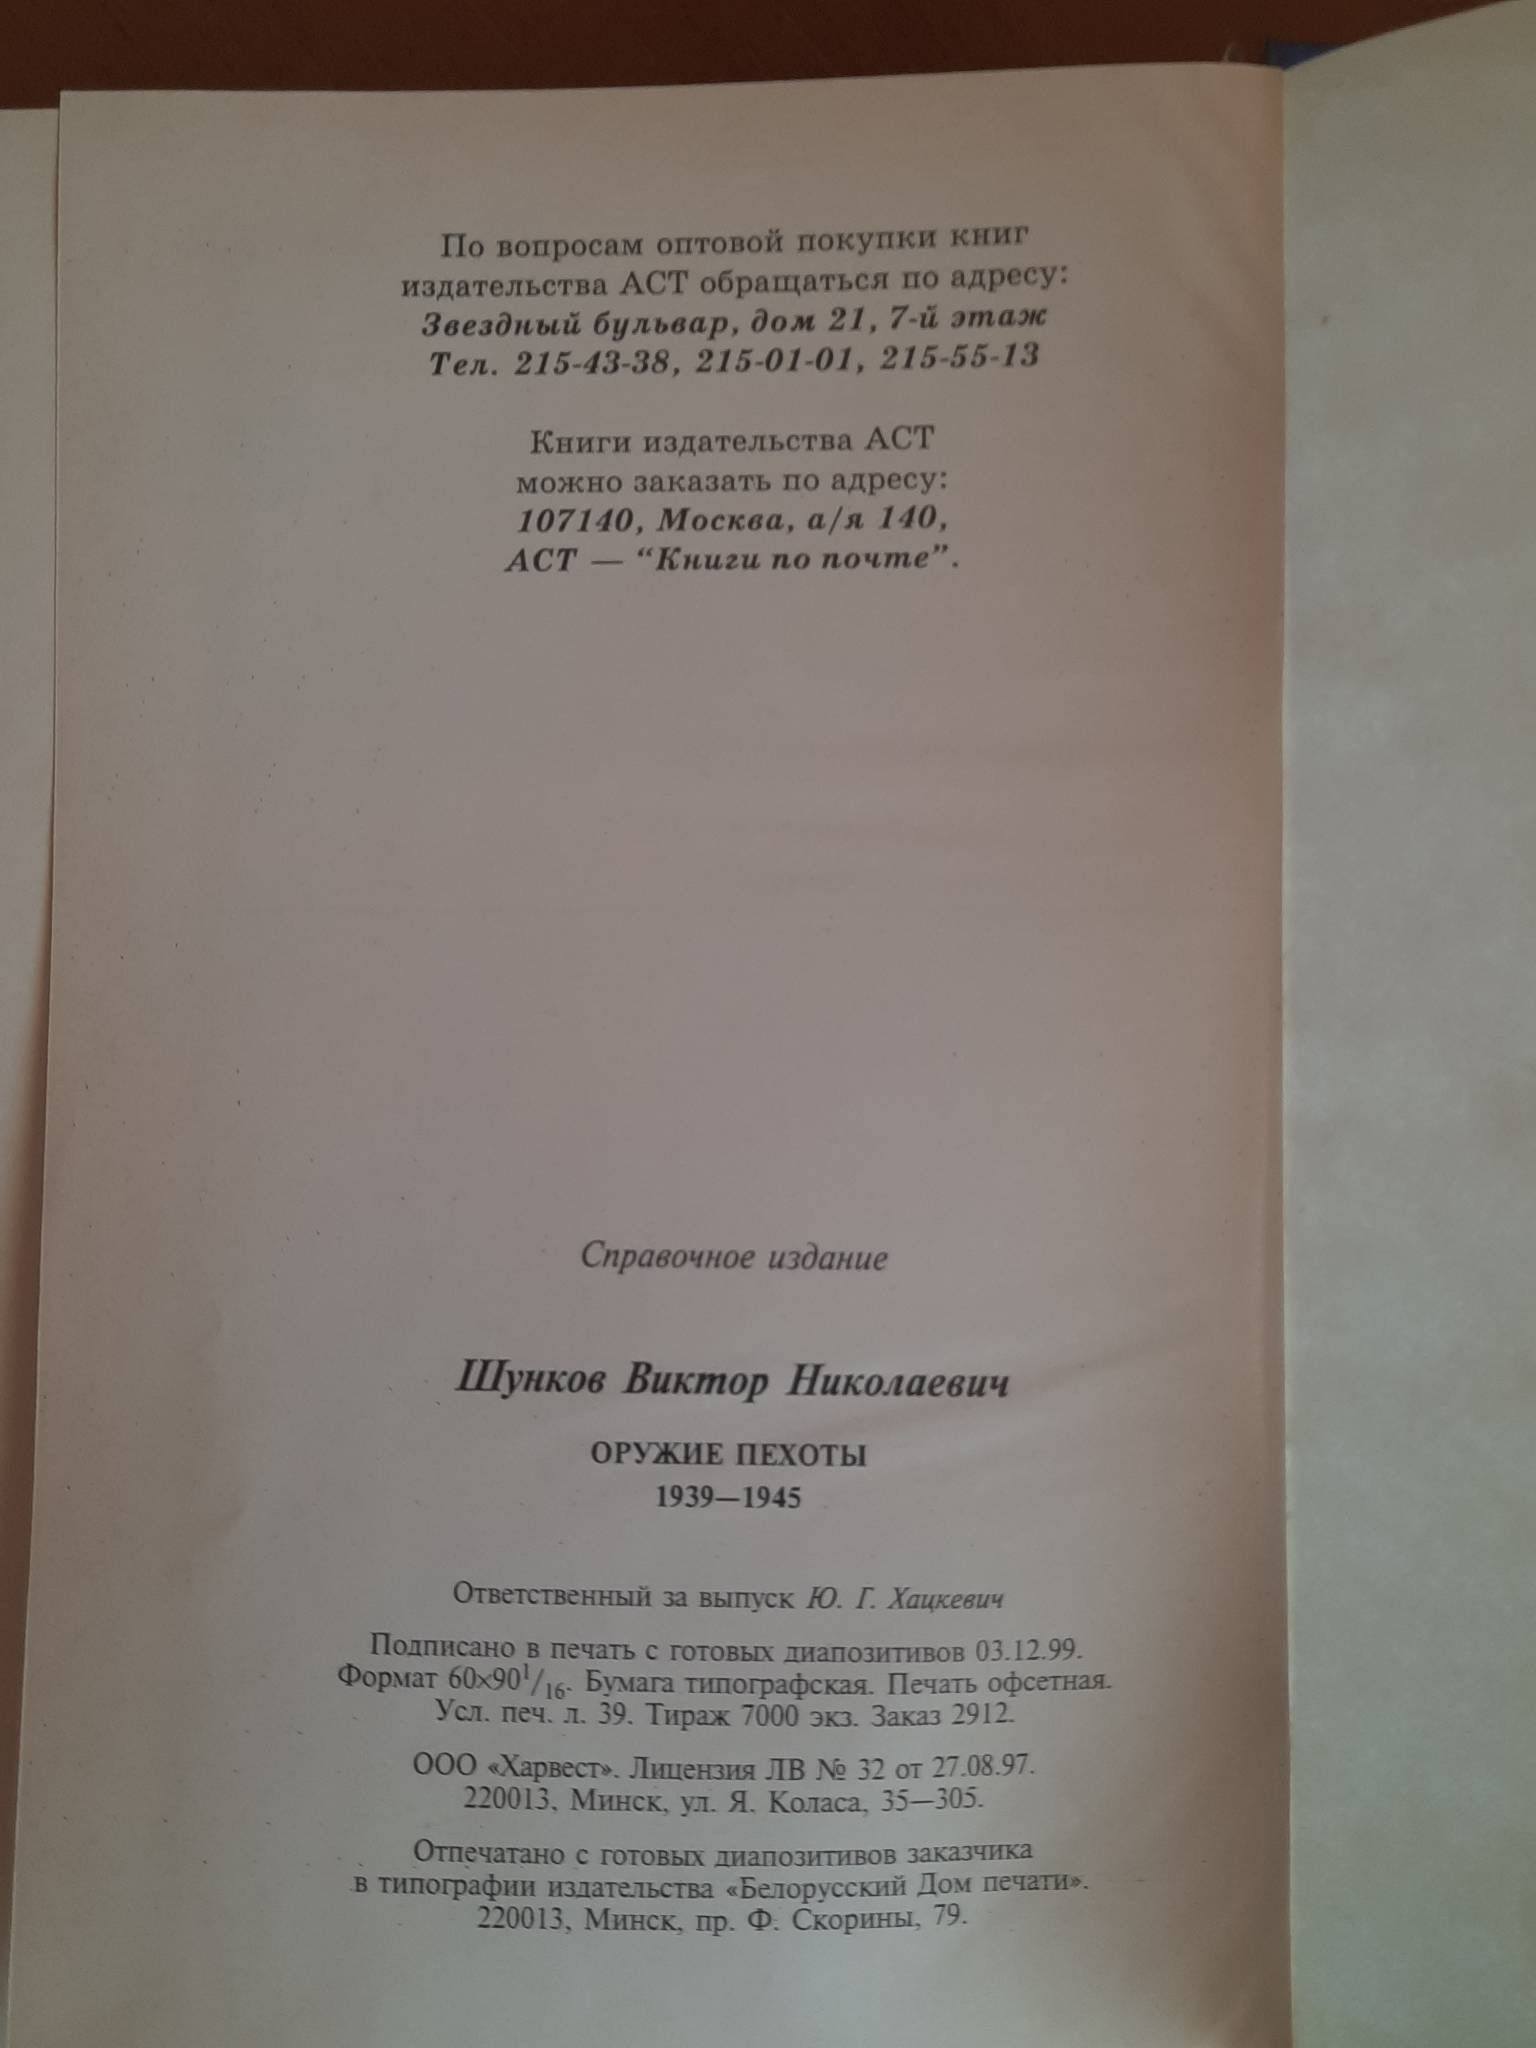 По вопросам оптовой покупки книг
издательства АСТ обращаться по адресу:
Звездный бульвар, дом 21, 7-й этаж
Тел. 215-43-38, 215-01-01, 215-55-13
Книги издательства АСТ
можно заказать по адресу:
107140, Москва, а/я 140,
АСТ — “Книги по почте”.
Справочное издание
Шунков Виктор Николаевич
ОРУЖИЕ ПЕХОТЫ
1939—1945
Ответственный за выпуск Ю. Г. Хацкевич
Подписано в печать с готовых диапозитивов 03.12.99.
Формат 60×90¹/₁₆. Бумага типографская. Печать офсетная.
Усл. печ. л. 39. Тираж 7000 экз. Заказ 2912.
ООО «Харвест». Лицензия ЛВ № 32 от 27.08.97.
220013, Минск, ул. Я. Коласа, 35—305.
Отпечатано с готовых диапозитивов заказчика
в типографии издательства «Белорусский Дом печати».
220013, Минск, пр. Ф. Скорины, 79.